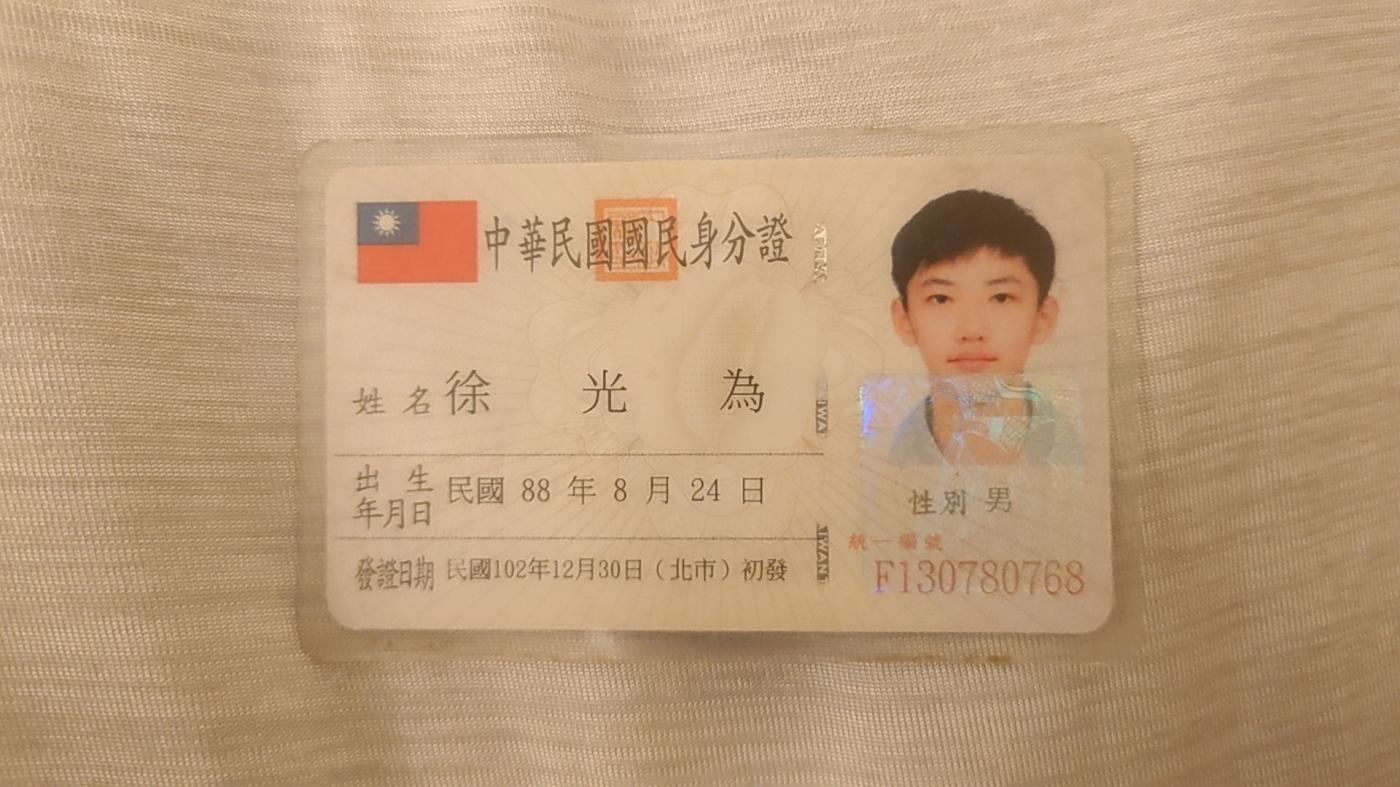 中華民國國民身分證
姓名 徐光為
出生年月日 民國 88 年 8 月 24 日
發證日期 民國102年12月30日（北市）初發
性別 男
統一編號
F130780768